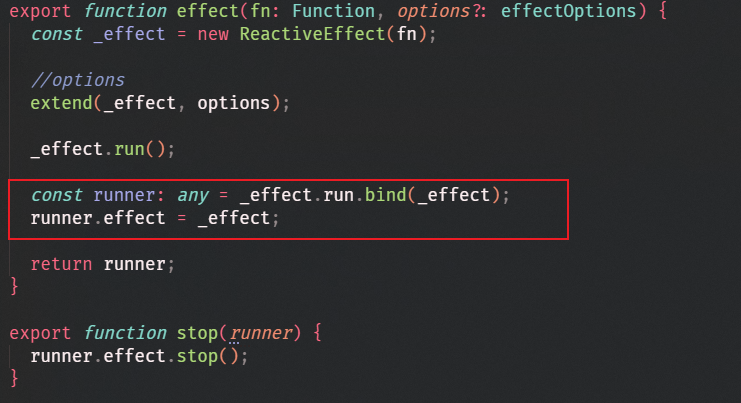 export function effect(fn: Function, options?: effectOptions) {
const _effect = new ReactiveEffect(fn);
//options
extend(_effect, options);
_effect.run();
const runner: any = _effect.run.bind(_effect);
runner.effect = _effect;
return runner;
}
export function stop(runner) {
runner.effect.stop();
}